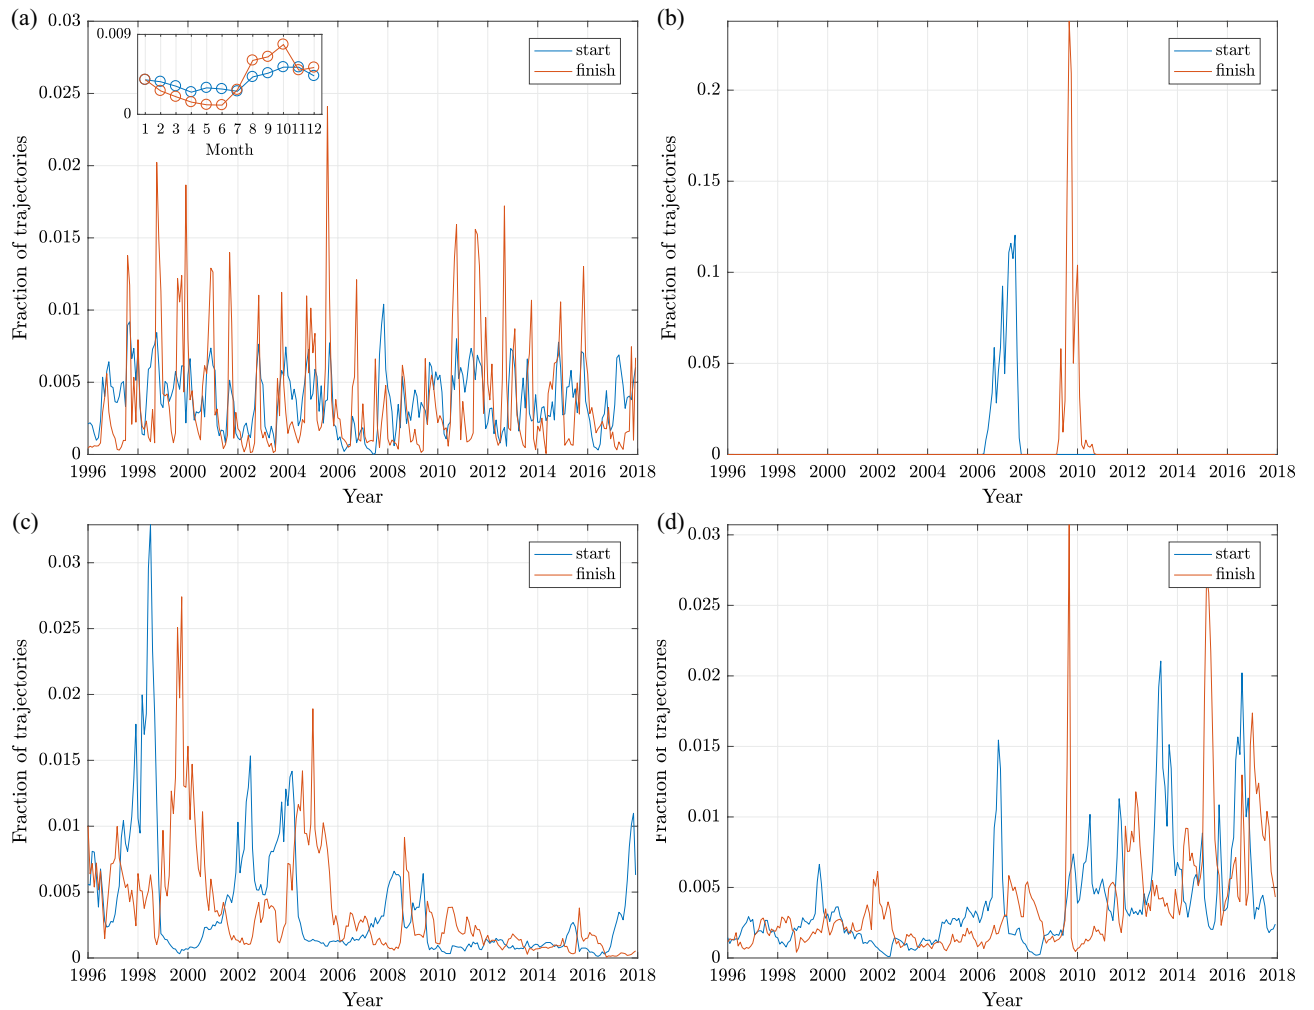 (a)
0.03
0.025
0.02
0.015
0.01
0.005
0
Fraction of trajectories
0.009
0
1 2 3 4 5 6 7 8 9 10 11 12
Month
start
finish
1996 1998 2000 2002 2004 2006 2008 2010 2012 2014 2016 2018
Year
(b)
0.2
0.15
0.1
0.05
0
Fraction of trajectories
start
finish
1996 1998 2000 2002 2004 2006 2008 2010 2012 2014 2016 2018
Year
(c)
0.03
0.025
0.02
0.015
0.01
0.005
0
Fraction of trajectories
start
finish
1996 1998 2000 2002 2004 2006 2008 2010 2012 2014 2016 2018
Year
(d)
0.03
0.025
0.02
0.015
0.01
0.005
0
Fraction of trajectories
start
finish
1996 1998 2000 2002 2004 2006 2008 2010 2012 2014 2016 2018
Year